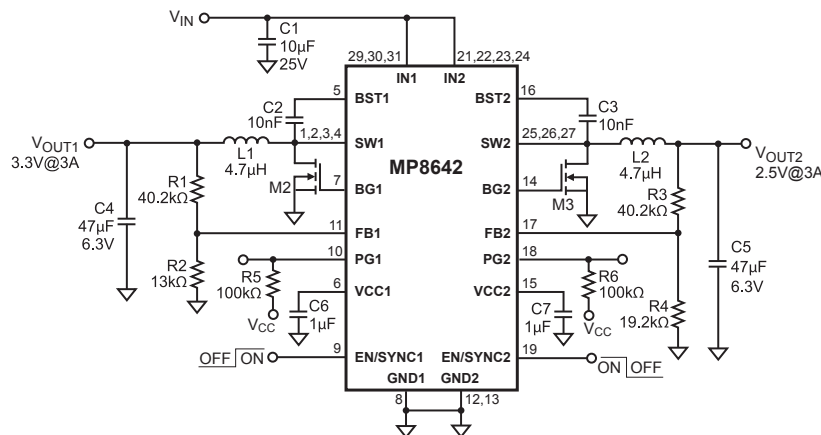 VIN
C1
10µF
25V
29,30,31
21,22,23,24
IN1
IN2
5
BST1
BST2
16
C2
10nF
C3
10nF
VOUT1
3.3V@3A
L1
4.7µH
1,2,3,4
SW1
MP8642
SW2
25,26,27
L2
4.7µH
VOUT2
2.5V@3A
R1
40.2kΩ
M2
7
BG1
BG2
14
M3
R3
40.2kΩ
C4
47µF
6.3V
11
FB1
FB2
17
C5
47µF
6.3V
R2
13kΩ
10
PG1
PG2
18
R5
100kΩ
R6
100kΩ
R4
19.2kΩ
6
VCC1
VCC2
15
C6
1µF
C7
1µF
VCC
VCC
OFF ON
9
EN/SYNC1
EN/SYNC2
19
ON OFF
GND1
GND2
8
12,13